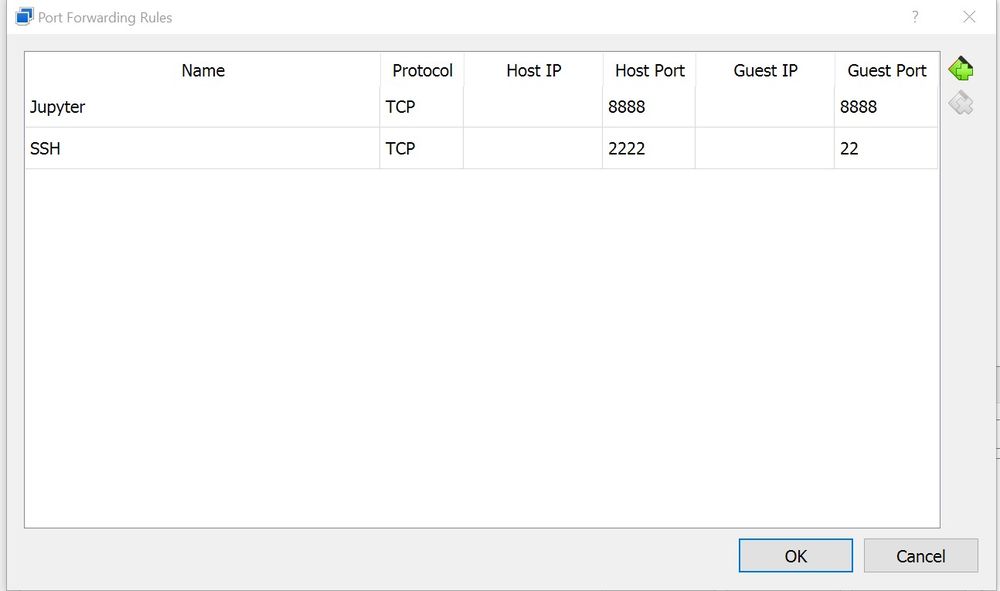 Port Forwarding Rules ?
Name Protocol Host IP Host Port Guest IP Guest Port
Jupyter TCP 8888 8888
SSH TCP 2222 22
OK Cancel